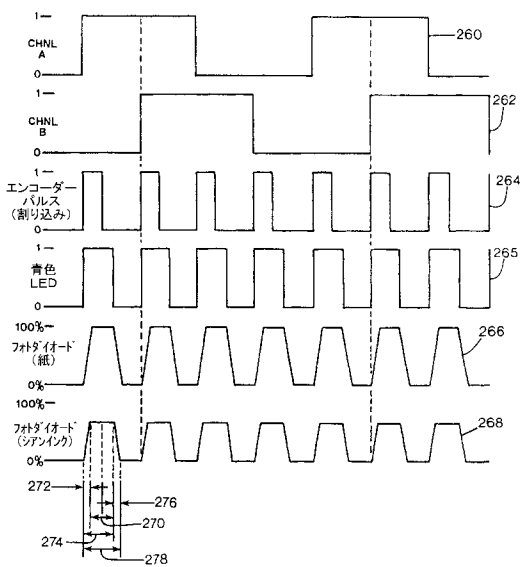 1
CHNL
A
0
260
1
CHNL
B
0
262
1
エンコーダー
パルス
(割り込み)
0
264
1
青色
LED
0
265
100%
フォトダイオード
(紙)
0%
266
100%
フォトダイオード
(シアンインク)
0%
268
272
276
270
274
278